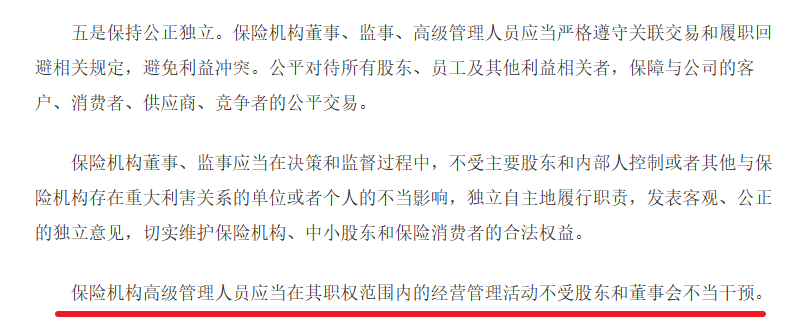 五是保持公正独立。保险机构董事、监事、高级管理人员应当严格遵守关联交易和履职回
避相关规定，避免利益冲突。公平对待所有股东、员工及其他利益相关者，保障与公司的客
户、消费者、供应商、竞争者的公平交易。
保险机构董事、监事应当在决策和监督过程中，不受主要股东和内部人控制或者其他与保
险机构存在重大利害关系的单位或者个人的不当影响，独立自主地履行职责，发表客观、公正
的独立意见，切实维护保险机构、中小股东和保险消费者的合法权益。
保险机构高级管理人员应当在其职权范围内的经营管理活动不受股东和董事会不当干预。